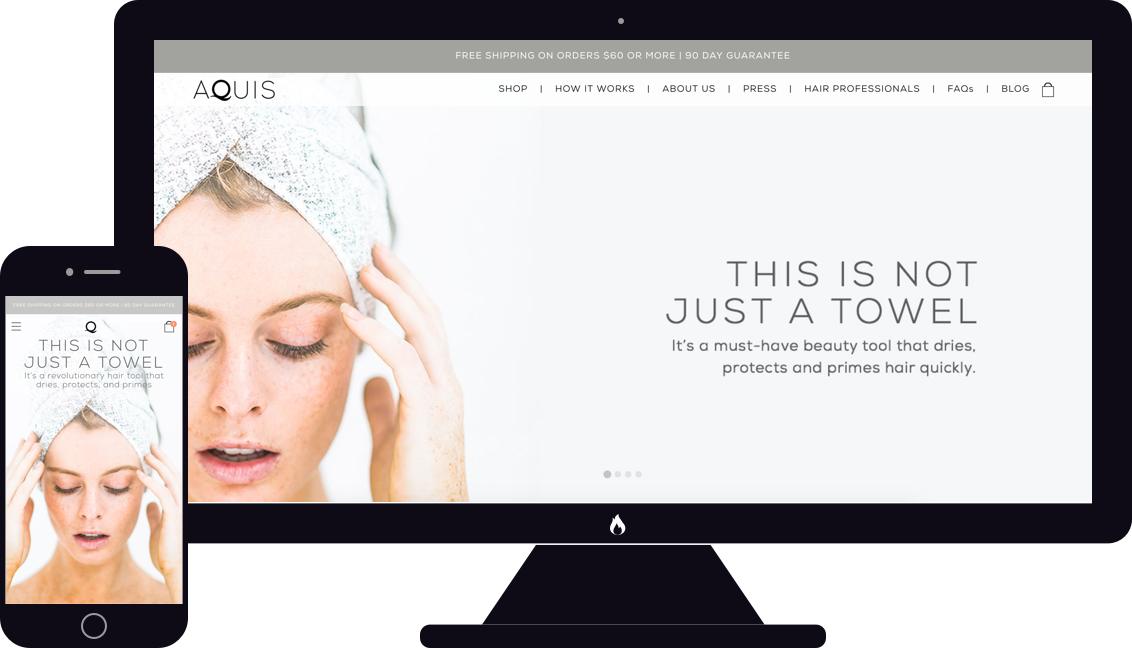 FREE SHIPPING ON ORDERS $60 OR MORE | 90 DAY GUARANTEE
AQUIS
SHOP | HOW IT WORKS | ABOUT US | PRESS | HAIR PROFESSIONALS | FAQs | BLOG
THIS IS NOT
JUST A TOWEL
It's a must-have beauty tool that dries,
protects and primes hair quickly.
FREE SHIPPING ON ORDERS $60 OR MORE | 90 DAY GUARANTEE
Q
THIS IS NOT
JUST A TOWEL
It's a revolutionary hair tool that
dries, protects, and primes